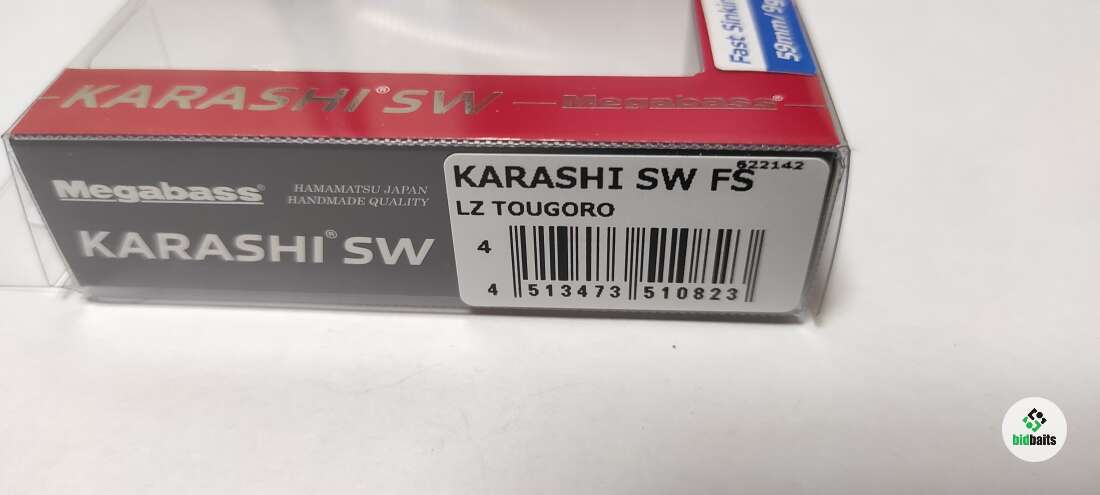 Fast Sinkin
59mm/9g
KARASHI® SW
Megabass®
Megabass®
HAMAMATSU JAPAN
HANDMADE QUALITY
KARASHI® SW
622142
KARASHI SW FS
LZ TOUGORO
4
4 513473 510823
bidbaits